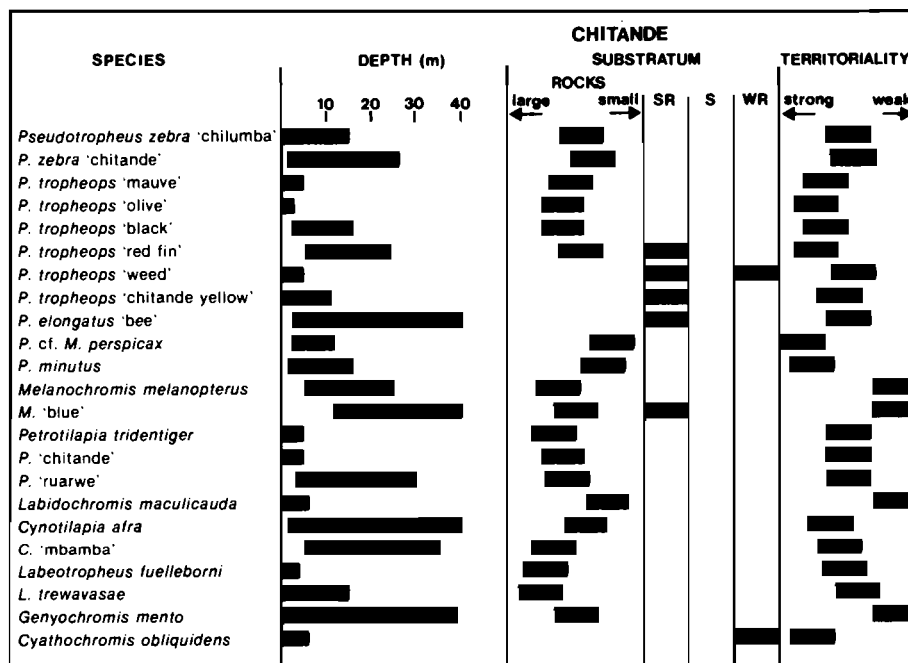 CHITANDE
SPECIES DEPTH (m) SUBSTRATUM TERRITORIALITY
ROCKS
large small SR S WR strong weak
10 20 30 40
Pseudotropheus zebra 'chilumba'
P. zebra 'chitande'
P. tropheops 'mauve'
P. tropheops 'olive'
P. tropheops 'black'
P. tropheops 'red fin'
P. tropheops 'weed'
P. tropheops 'chitande yellow'
P. elongatus 'bee'
P. cf. M. perspicax
P. minutus
Melanochromis melanopterus
M. 'blue'
Petrotilapia tridentiger
P. 'chitande'
P. 'ruarwe'
Labidochromis maculicauda
Cynotilapia afra
C. 'mbamba'
Labeotropheus fuelleborni
L. trewavasae
Genyochromis mento
Cyathochromis obliquidens